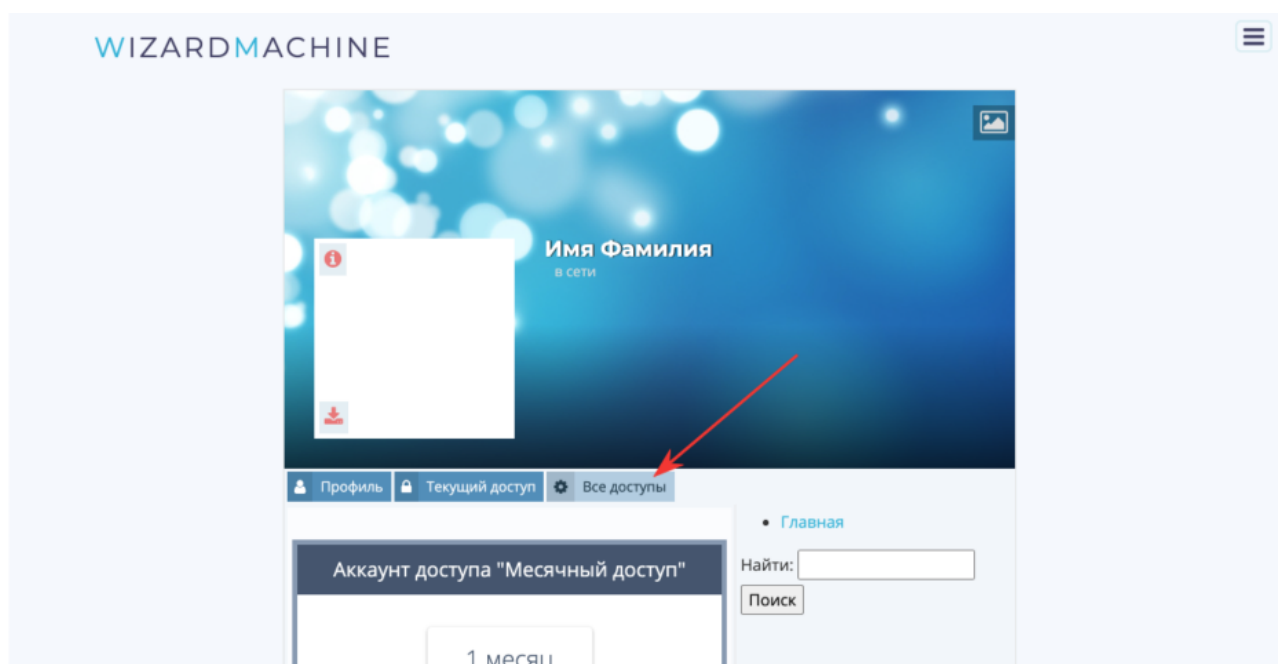 WIZARDMACHINE
Имя Фамилия
в сети
Профиль Текущий доступ Все доступы
Главная
Найти:
Поиск
Аккаунт доступа "Месячный доступ"
1 месяц